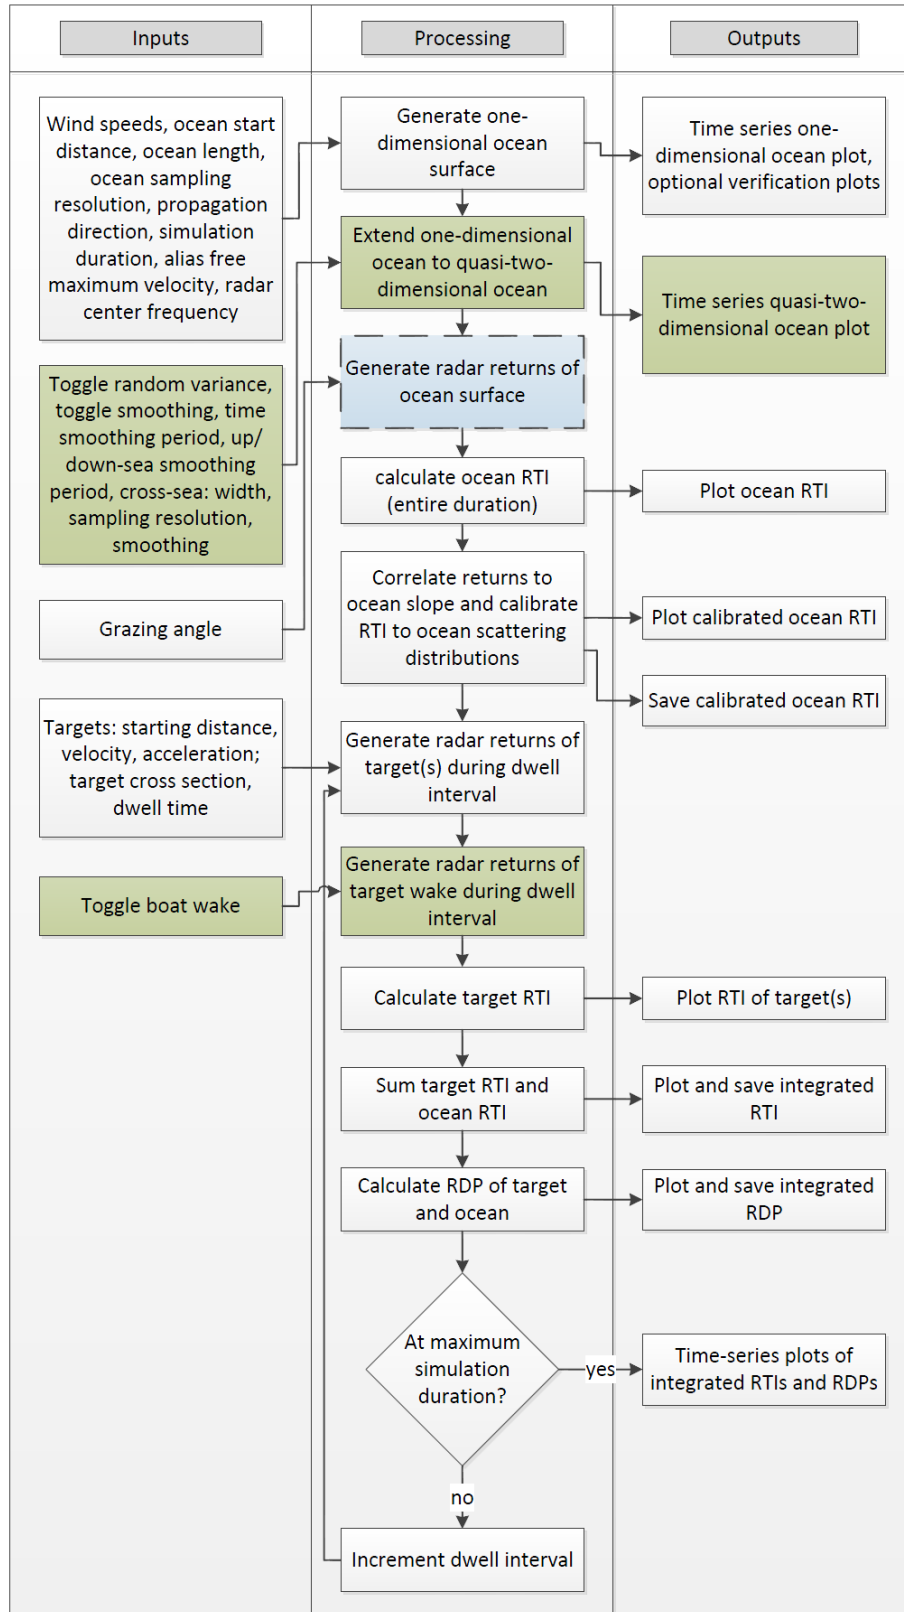 Inputs
Processing
Outputs
Wind speeds, ocean start
distance, ocean length,
ocean sampling
resolution, propagation
direction, simulation
duration, alias free
maximum velocity, radar
center frequency
Generate one-
dimensional ocean
surface
Time series one-
dimensional ocean plot,
optional verification plots
Extend one-dimensional
ocean to quasi-two-
dimensional ocean
Time series quasi-two-
dimensional ocean plot
Toggle random variance,
toggle smoothing, time
smoothing period, up/
down-sea smoothing
period, cross-sea: width,
sampling resolution,
smoothing
Generate radar returns of
ocean surface
calculate ocean RTI
(entire duration)
Plot ocean RTI
Grazing angle
Correlate returns to
ocean slope and calibrate
RTI to ocean scattering
distributions
Plot calibrated ocean RTI
Save calibrated ocean RTI
Targets: starting distance,
velocity, acceleration;
target cross section,
dwell time
Generate radar returns of
target(s) during dwell
interval
Toggle boat wake
Generate radar returns of
target wake during dwell
interval
Calculate target RTI
Plot RTI of target(s)
Sum target RTI and
ocean RTI
Plot and save integrated
RTI
Calculate RDP of target
and ocean
Plot and save integrated
RDP
At maximum
simulation
duration?
yes
Time-series plots of
integrated RTIs and RDPs
no
Increment dwell interval